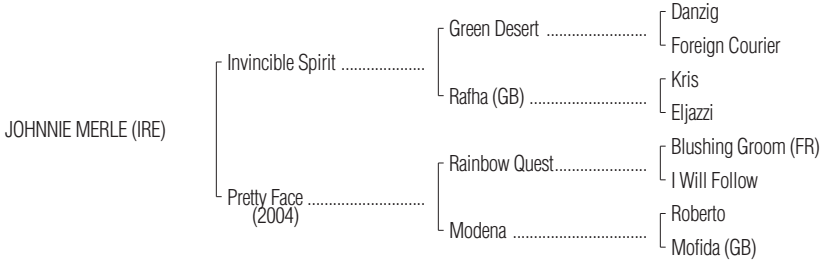 Danzig
Green Desert ........................
Foreign Courier
Invincible Spirit ....................
Kris
Rafha (GB) ............................
Eljazzi
JOHNNIE MERLE (IRE)
Blushing Groom (FR)
Rainbow Quest......................
I Will Follow
Pretty Face ...........................
(2004)
Roberto
Modena ................................
Mofida (GB)